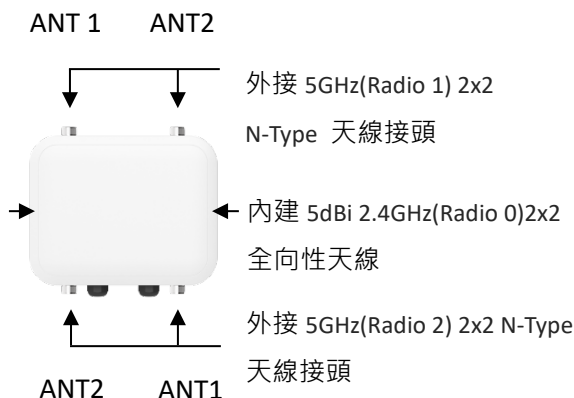 ANT 1 ANT2
外接 5GHz(Radio 1) 2x2
N-Type 天線接頭
內建 5dBi 2.4GHz(Radio 0)2x2
全向性天線
外接 5GHz(Radio 2) 2x2 N-Type
天線接頭
ANT2 ANT1